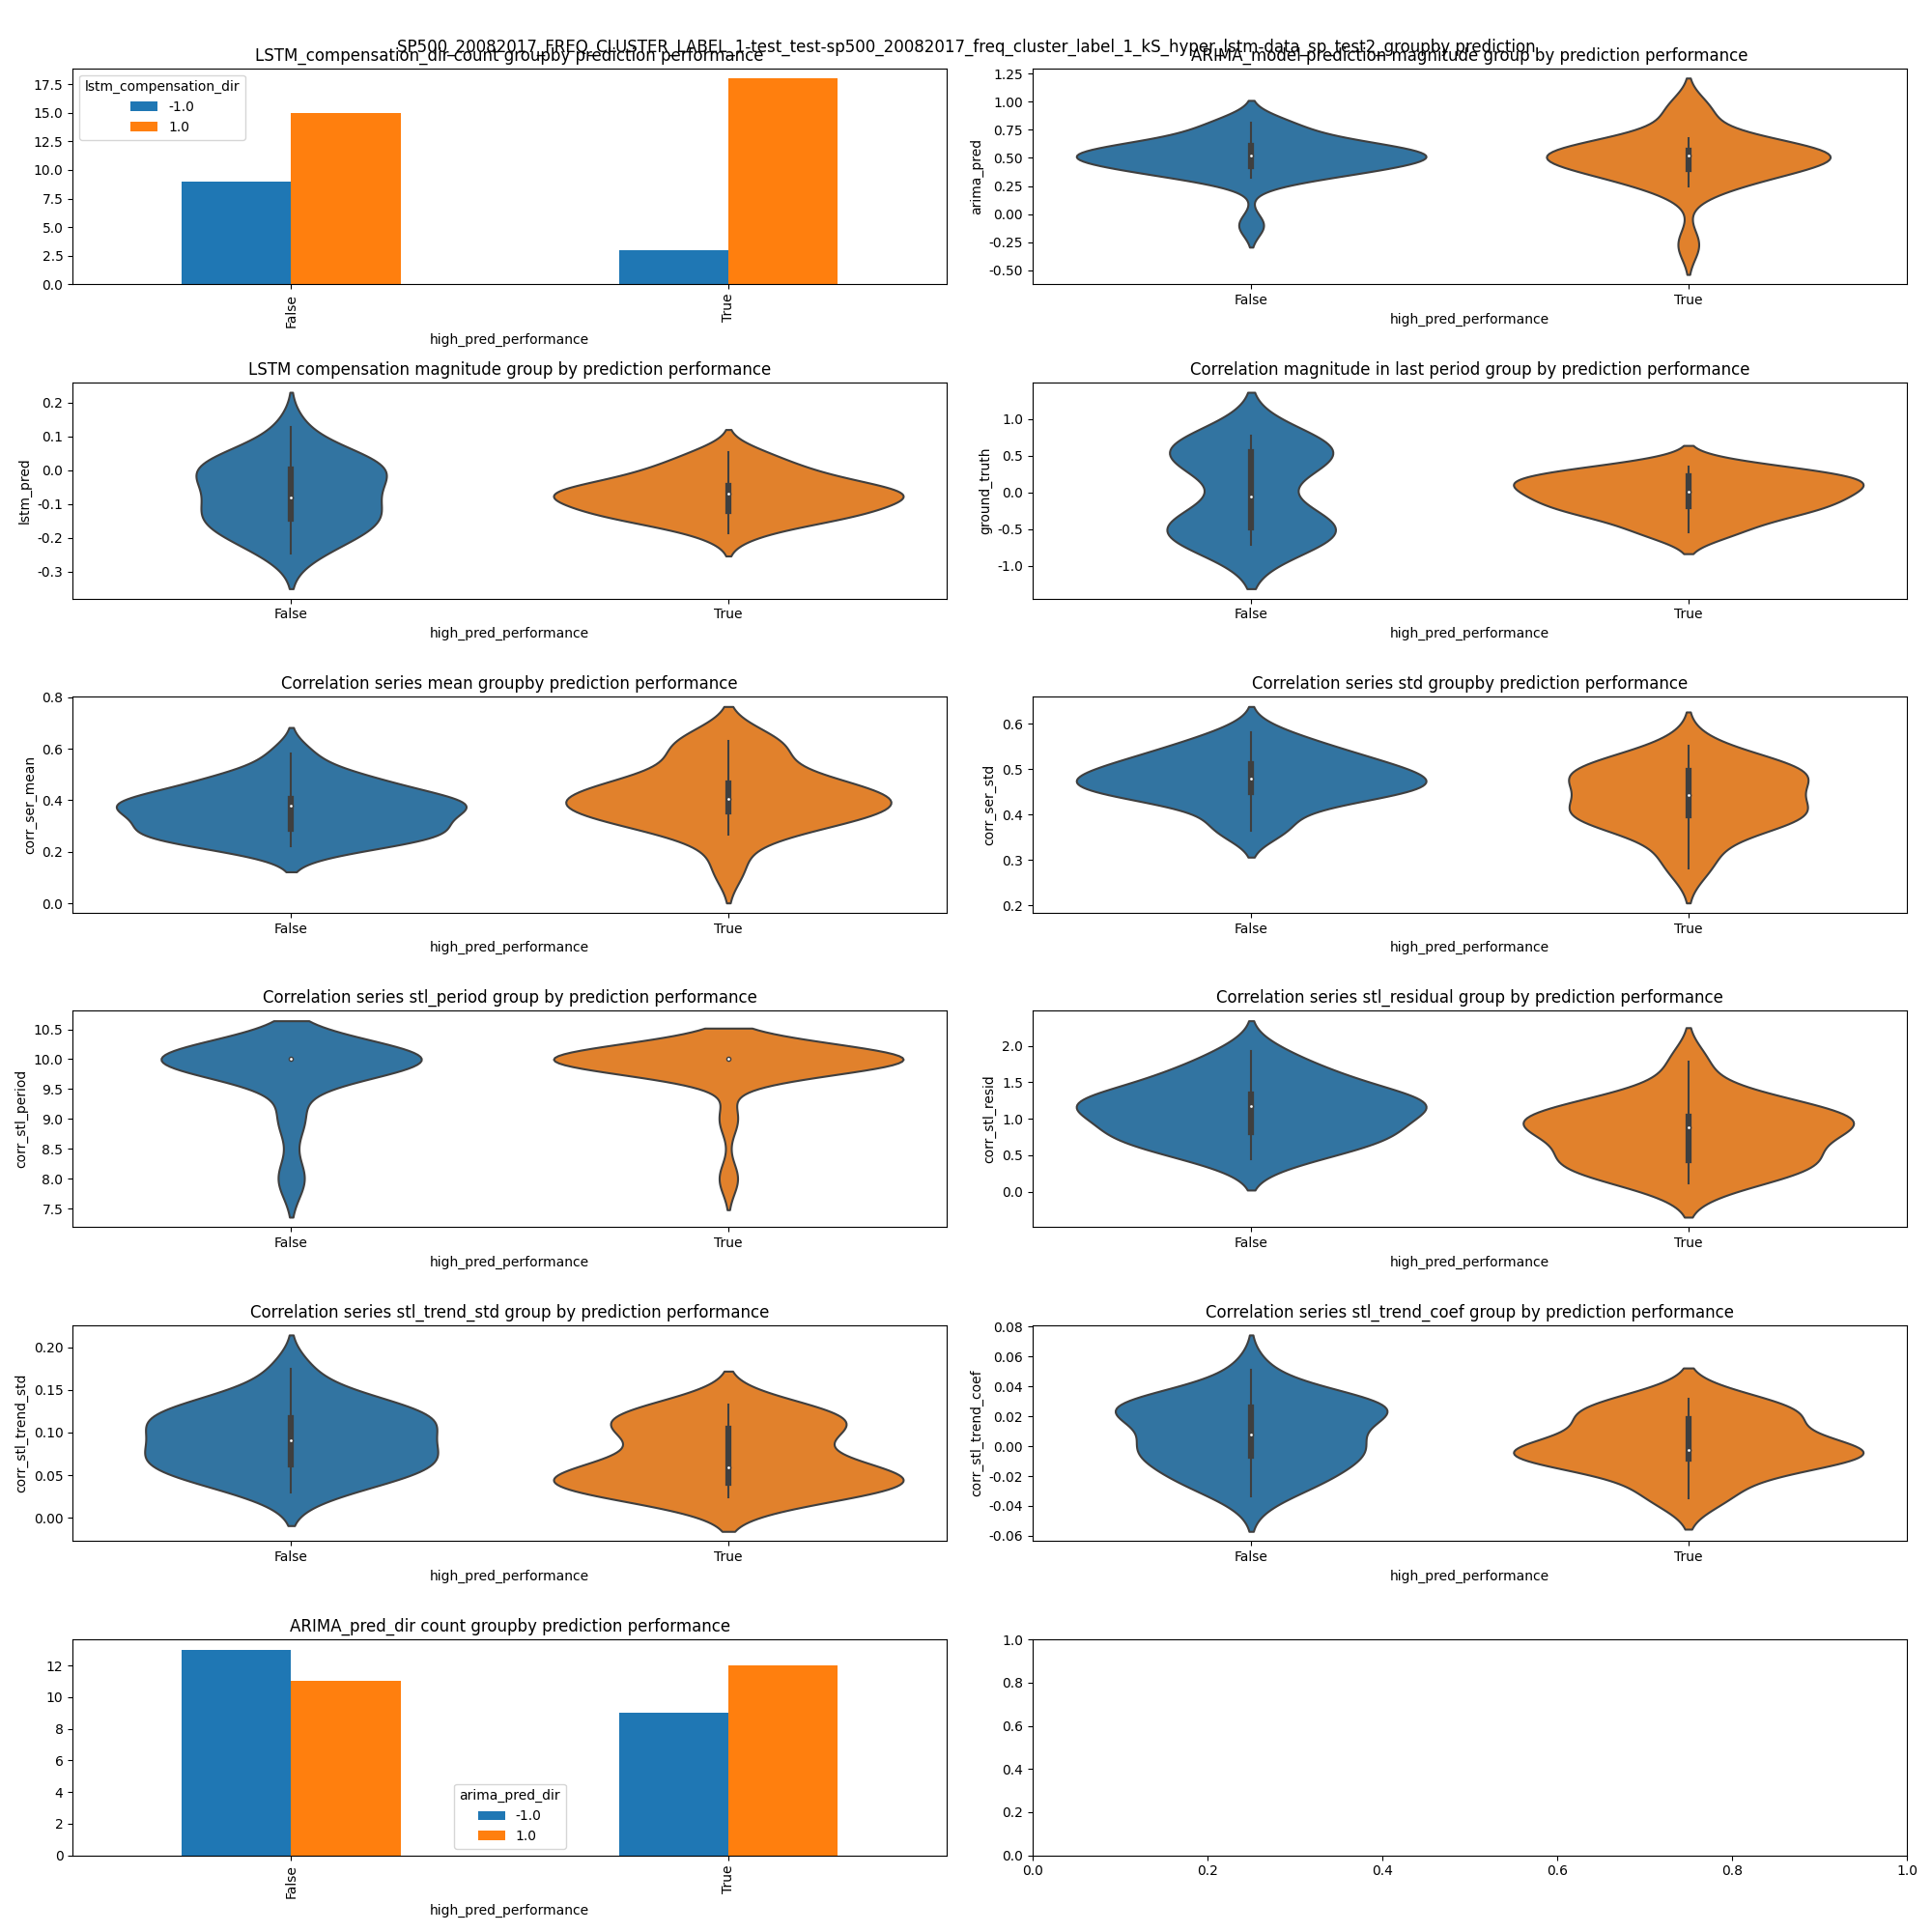 SP500_20082017_FREQ_CLUSTER_LABEL_1-test_test-sp500_20082017_freq_cluster_label_1_kS_hyper_lstm-data_sp_test2_groupby prediction
LSTM_compensation_dir count groupby prediction performance
17.5
15.0
12.5
10.0
7.5
5.0
2.5
0.0
lstm_compensation_dir
-1.0
1.0
False
True
high_pred_performance
ARIMA_model prediction magnitude group by prediction performance
arima_pred
1.25
1.00
0.75
0.50
0.25
0.00
-0.25
-0.50
False
True
high_pred_performance
LSTM compensation magnitude group by prediction performance
lstm_pred
0.2
0.1
0.0
-0.1
-0.2
-0.3
False
True
high_pred_performance
Correlation magnitude in last period group by prediction performance
ground_truth
1.0
0.5
0.0
-0.5
-1.0
False
True
high_pred_performance
Correlation series mean groupby prediction performance
corr_ser_mean
0.8
0.6
0.4
0.2
0.0
False
True
high_pred_performance
Correlation series std groupby prediction performance
corr_ser_std
0.6
0.5
0.4
0.3
0.2
False
True
high_pred_performance
Correlation series stl_period group by prediction performance
corr_stl_period
10.5
10.0
9.5
9.0
8.5
8.0
7.5
False
True
high_pred_performance
Correlation series stl_residual group by prediction performance
corr_stl_resid
2.0
1.5
1.0
0.5
0.0
False
True
high_pred_performance
Correlation series stl_trend_std group by prediction performance
corr_stl_trend_std
0.20
0.15
0.10
0.05
0.00
False
True
high_pred_performance
Correlation series stl_trend_coef group by prediction performance
corr_stl_trend_coef
0.08
0.06
0.04
0.02
0.00
-0.02
-0.04
-0.06
False
True
high_pred_performance
ARIMA_pred_dir count groupby prediction performance
12
10
8
6
4
2
0
arima_pred_dir
-1.0
1.0
False
True
high_pred_performance
1.0
0.8
0.6
0.4
0.2
0.0
0.0
0.2
0.4
0.6
0.8
1.0